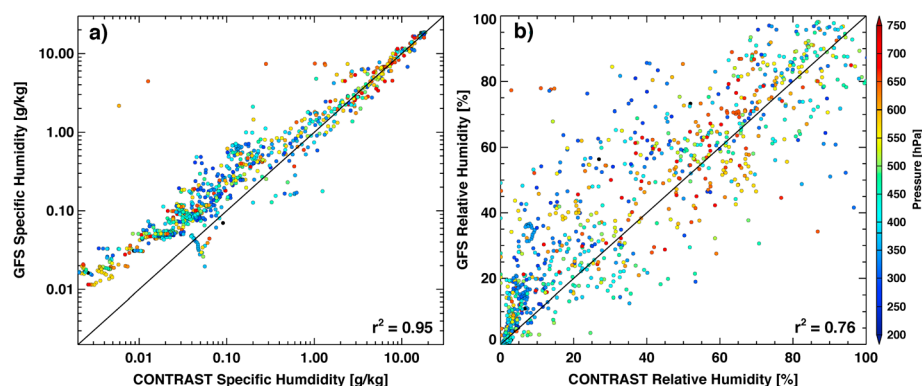 a)
GFS Specific Humidity [g/kg]
10.00
1.00
0.10
0.01
0.01 0.10 1.00 10.00
CONTRAST Specific Humdidity [g/kg]
r² = 0.95
b)
GFS Relative Humidity [%]
100
80
60
40
20
0
0 20 40 60 80 100
CONTRAST Relative Humidity [%]
r² = 0.76
Pressure [hPa]
750
700
650
600
550
500
450
400
350
300
250
200